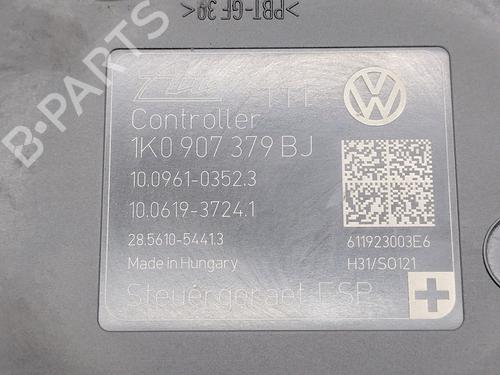 >PBT-GF 30<
Controller
1K0 907 379 BJ
10.0961-0352.3
10.0619-3724.1
28.5610-5441.3
611923003E6
Made in Hungary
H31/S0121
Steuergeraet ESP